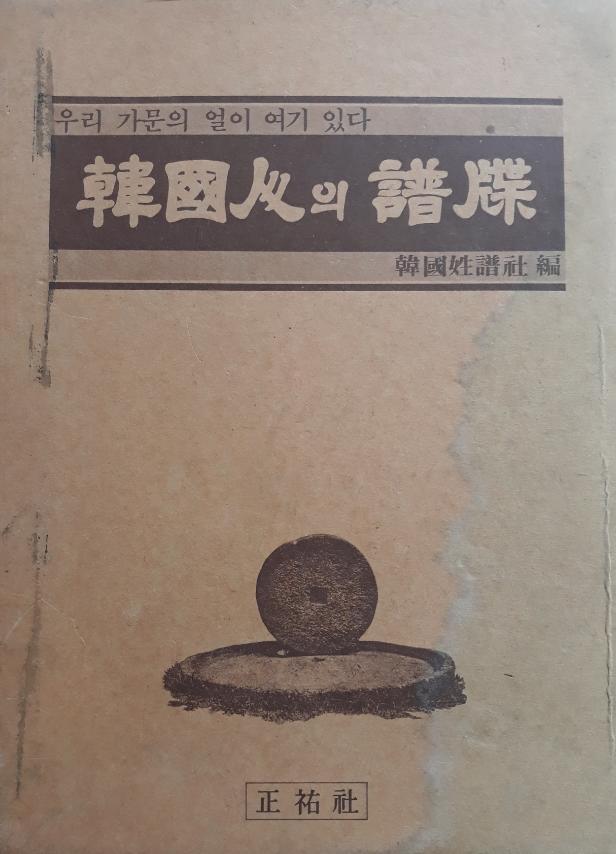 우리 가문의 얼이 여기 있다
韓國人의 譜牒
韓國姓譜社 編
正祐社